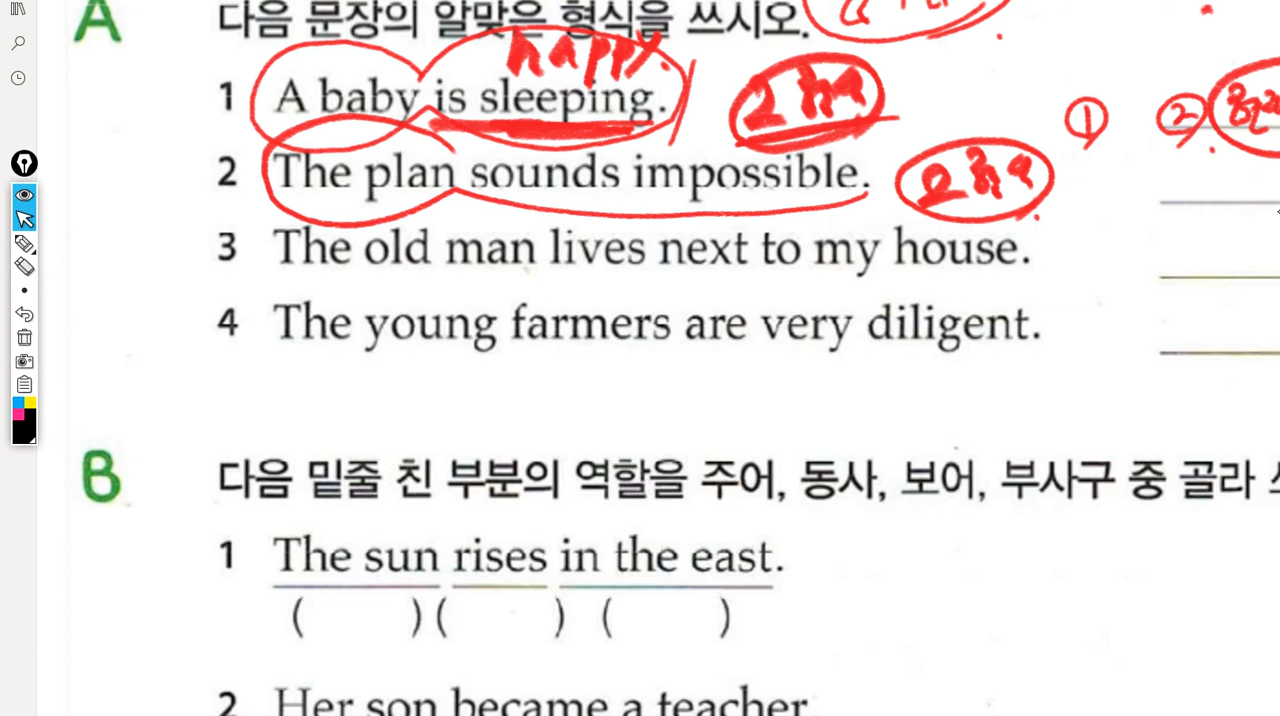 A 다음 문장의 알맞은 형식을 쓰시오.
happy.
1 A baby is sleeping. 2형식
① ②
2 The plan sounds impossible. 2형식
3 The old man lives next to my house.
4 The young farmers are very diligent.
B 다음 밑줄 친 부분의 역할을 주어, 동사, 보어, 부사구 중 골라
1 The sun rises in the east.
( ) ( ) ( )
2 Her son became a teacher.